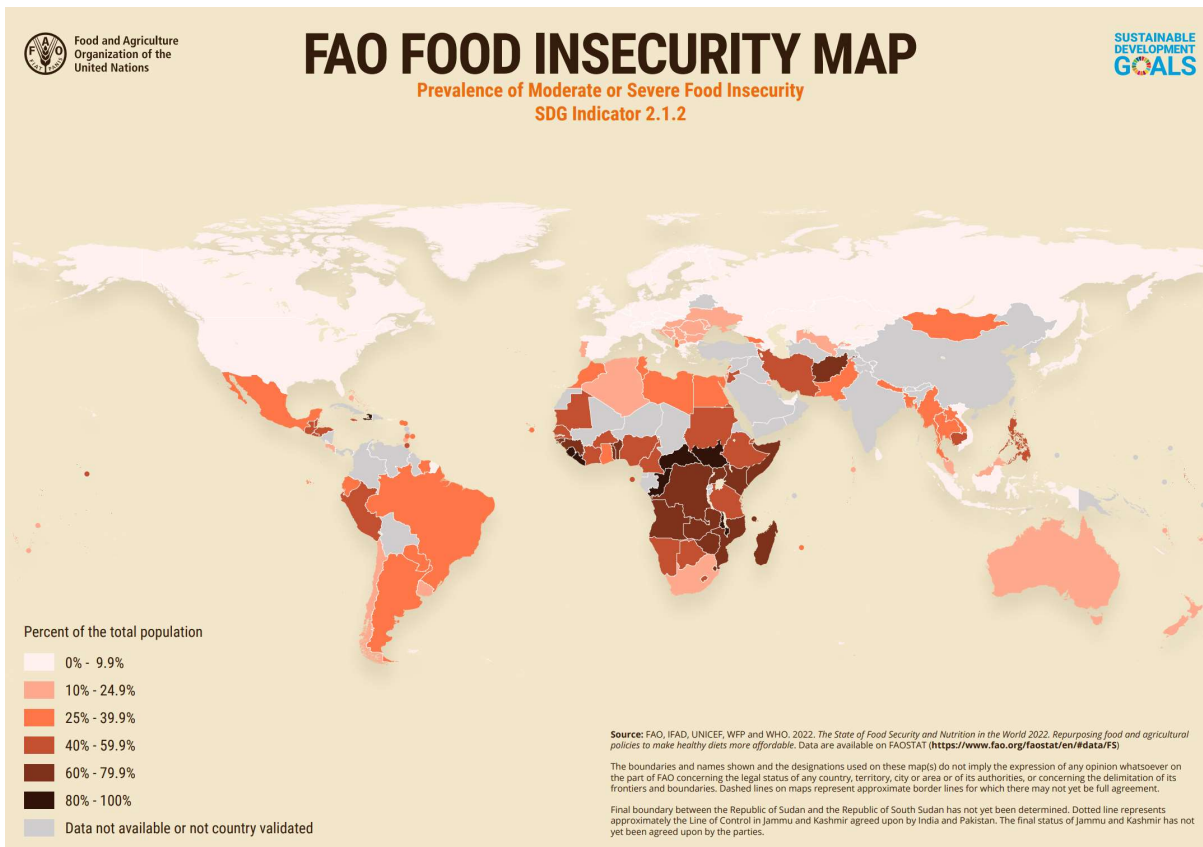 Food and Agriculture
Organization of the
United Nations
FAO FOOD INSECURITY MAP
Prevalence of Moderate or Severe Food Insecurity
SDG Indicator 2.1.2
SUSTAINABLE
DEVELOPMENT
GOALS
Percent of the total population
0% - 9.9%
10% - 24.9%
25% - 39.9%
40% - 59.9%
60% - 79.9%
80% - 100%
Data not available or not country validated
Source: FAO, IFAD, UNICEF, WFP and WHO. 2022. The State of Food Security and Nutrition in the World 2022. Repurposing food and agricultural
policies to make healthy diets more affordable. Data are available on FAOSTAT (https://www.fao.org/faostat/en/#data/FS)
The boundaries and names shown and the designations used on these map(s) do not imply the expression of any opinion whatsoever on
the part of FAO concerning the legal status of any country, territory, city or area or of its authorities, or concerning the delimitation of its
frontiers and boundaries. Dashed lines on maps represent approximate border lines for which there may not yet be full agreement.
Final boundary between the Republic of Sudan and the Republic of South Sudan has not yet been determined. Dotted line represents
approximately the Line of Control in Jammu and Kashmir agreed upon by India and Pakistan. The final status of Jammu and Kashmir has not
yet been agreed upon by the parties.